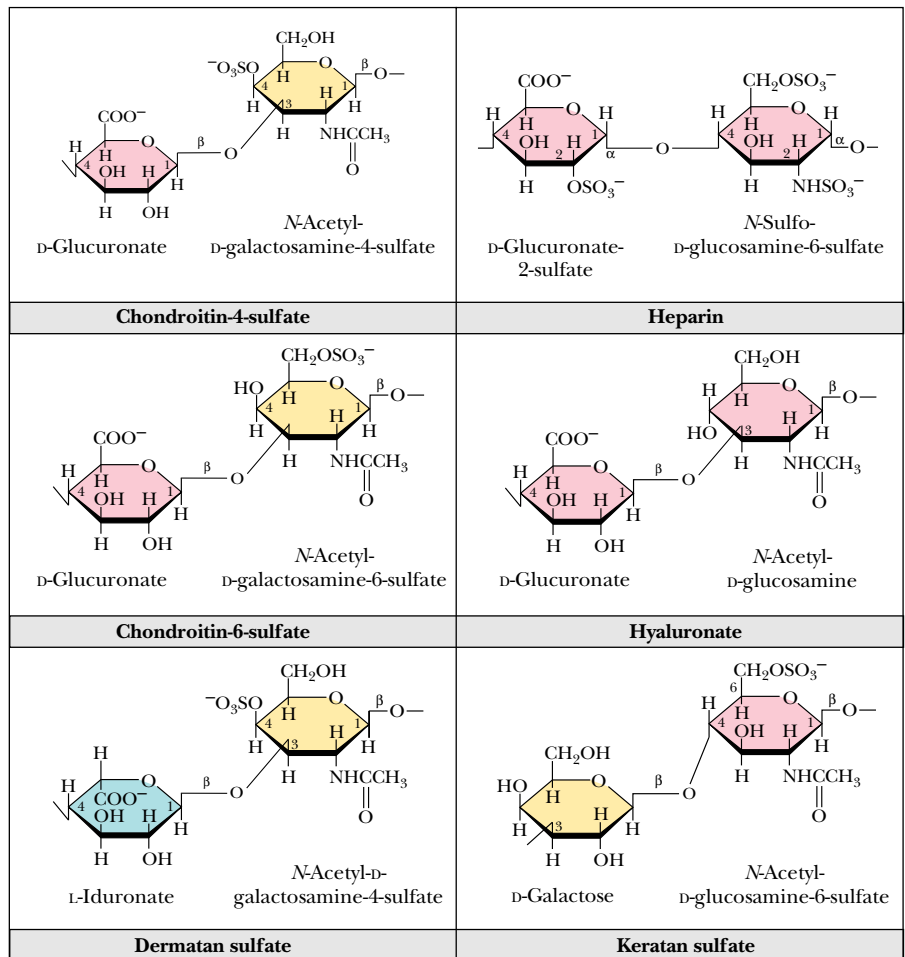 CH₂OH
⁻O₃SO
H
O
β
O
4
H
1
COO⁻
H
3
H
H
H
O
β
H
NHCCH₃
4
H
1
O
OH
H
O
H
H
OH
D-Glucuronate
N-Acetyl-
D-galactosamine-4-sulfate
Chondroitin-4-sulfate
COO⁻
CH₂OSO₃⁻
H
O
H
H
O
H
H
H
4
OH
H
1
O
4
OH
H
1
O
2
α
2
α
H
OSO₃⁻
H
NHSO₃⁻
D-Glucuronate-
2-sulfate
N-Sulfo-
D-glucosamine-6-sulfate
Heparin
CH₂OSO₃⁻
HO
O
β
O
H
4
H
1
COO⁻
H
H
H
H
O
β
H
NHCCH₃
4
H
1
O
OH
H
O
H
H
OH
D-Glucuronate
N-Acetyl-
D-galactosamine-6-sulfate
Chondroitin-6-sulfate
CH₂OH
H
O
β
O
4
H
1
COO⁻
HO
3
H
H
H
O
β
H
NHCCH₃
4
H
1
O
OH
H
O
H
H
OH
D-Glucuronate
N-Acetyl-
D-glucosamine
Hyaluronate
CH₂OH
⁻O₃SO
O
β
O
4
H
1
H
H
3
H
H
H
O
β
H
NHCCH₃
4
COO⁻
1
O
OH
H
H
O
H
OH
L-Iduronate
N-Acetyl-D-
galactosamine-4-sulfate
Dermatan sulfate
CH₂OSO₃⁻
6
H
O
β
O
H
4
OH
H
1
CH₂OH
H
HO
O
β
H
NHCCH₃
H
H
O
O
H
3
H
H
OH
D-Galactose
N-Acetyl-
D-glucosamine-6-sulfate
Keratan sulfate